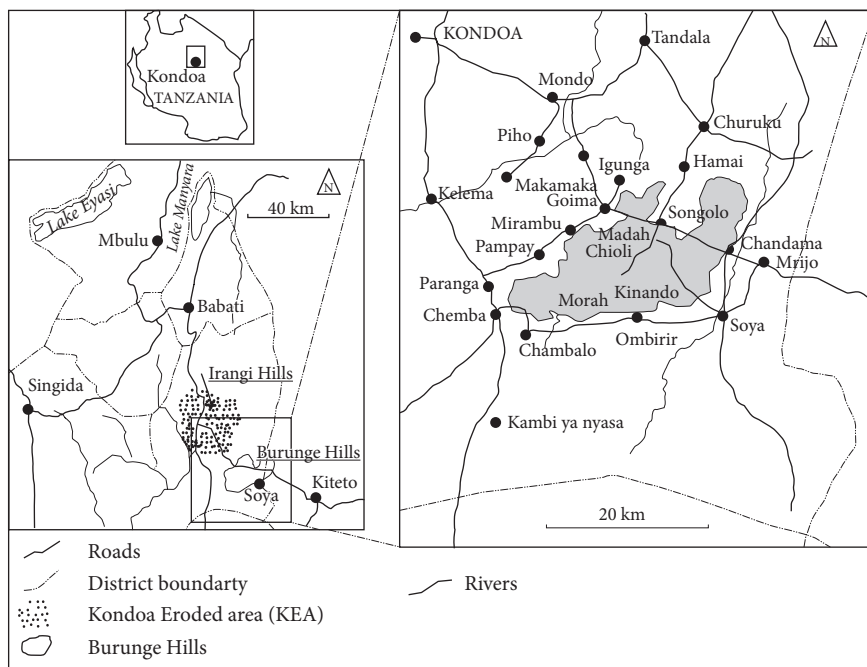 Kondoa
TANZANIA
N
Lake Eyasi
Lake Manyara
40 km
Mbulu
Babati
Singida
Irangi Hills
Burunge Hills
Soya
Kiteto
N
KONDOA
Tandala
Mondo
Piho
Churuku
Igunga
Hamai
Kelema
Makamaka
Goima
Songolo
Mirambu
Madah
Pampay
Chioli
Chandama
Mrijo
Paranga
Morah
Kinando
Chemba
Ombirir
Soya
Chambalo
Kambi ya nyasa
20 km
Roads
District boundarty
Rivers
Kondoa Eroded area (KEA)
Burunge Hills